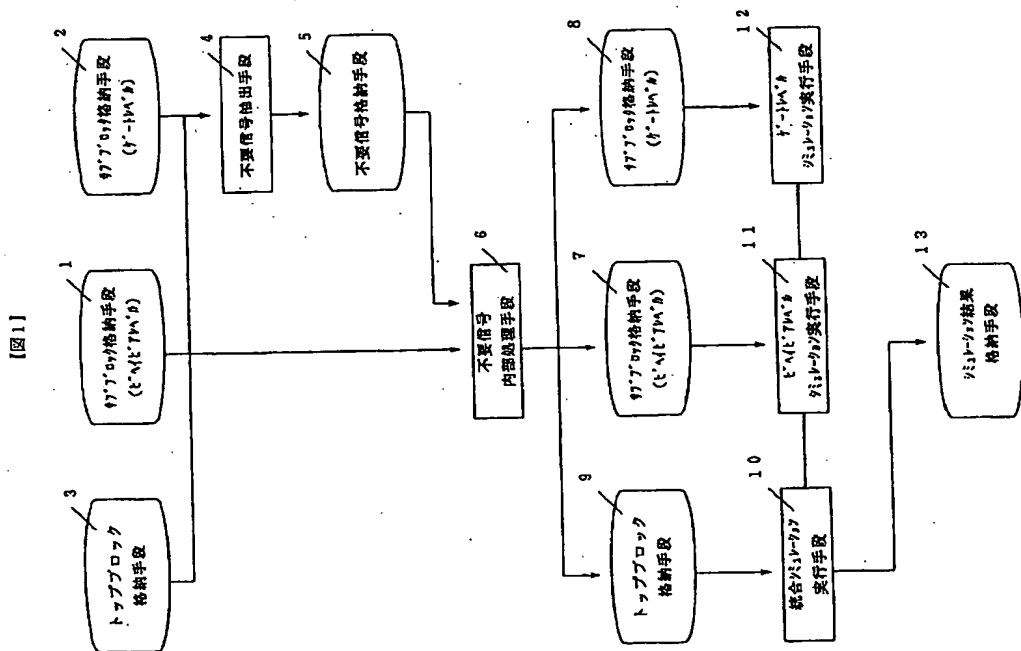 【図1】
3
トップブロック
格納手段
1
サブブロック格納手段
(ビヘイビアレベル)
2
サブブロック格納手段
(ゲートレベル)
4
不要信号抽出手段
5
不要信号格納手段
6
不要信号
内部処理手段
9
トップブロック
格納手段
7
サブブロック格納手段
(ビヘイビアレベル)
8
サブブロック格納手段
(ゲートレベル)
10
統合シミュレーション
実行手段
11
ビヘイビアレベル
シミュレーション実行手段
12
ゲートレベル
シミュレーション実行手段
13
シミュレーション結果
格納手段